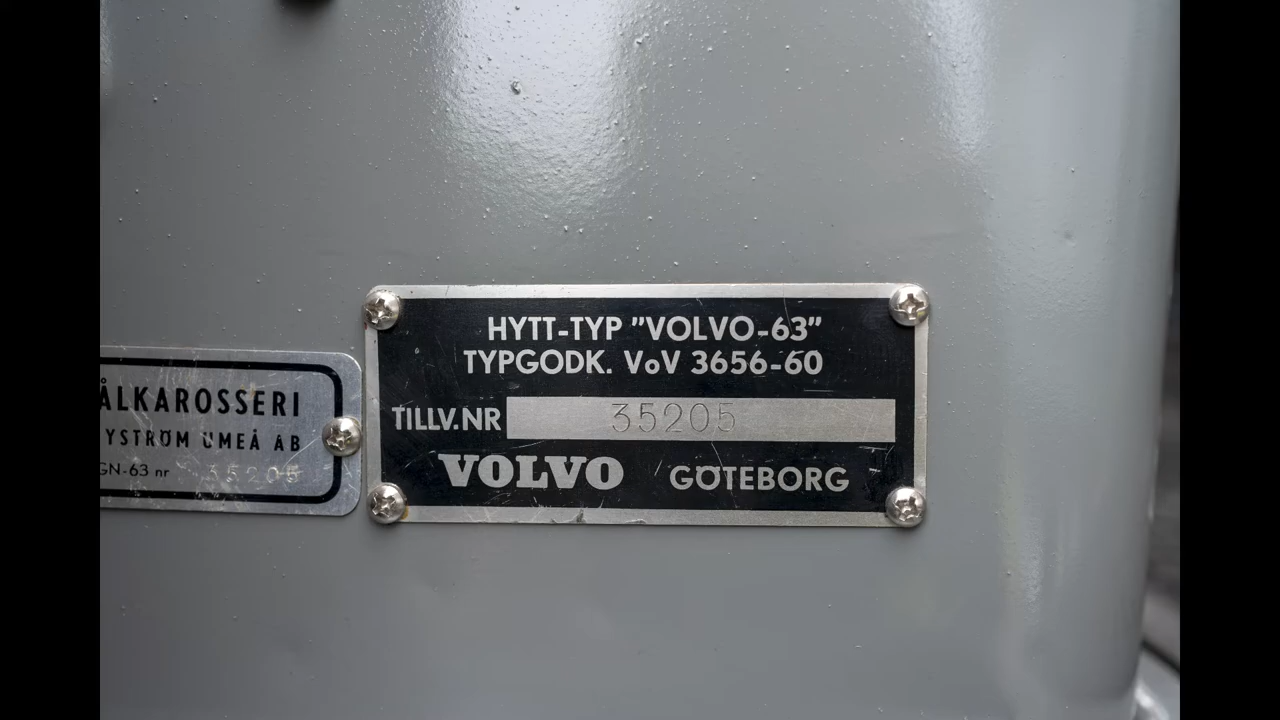 HYTT-TYP "VOLVO-63"
TYPGODK. VoV 3656-60
TILLV.NR 35205
VOLVO GÖTEBORG
ÅLKAROSSERI
YSTRÖM UMEÅ AB
GN-63 nr 35205